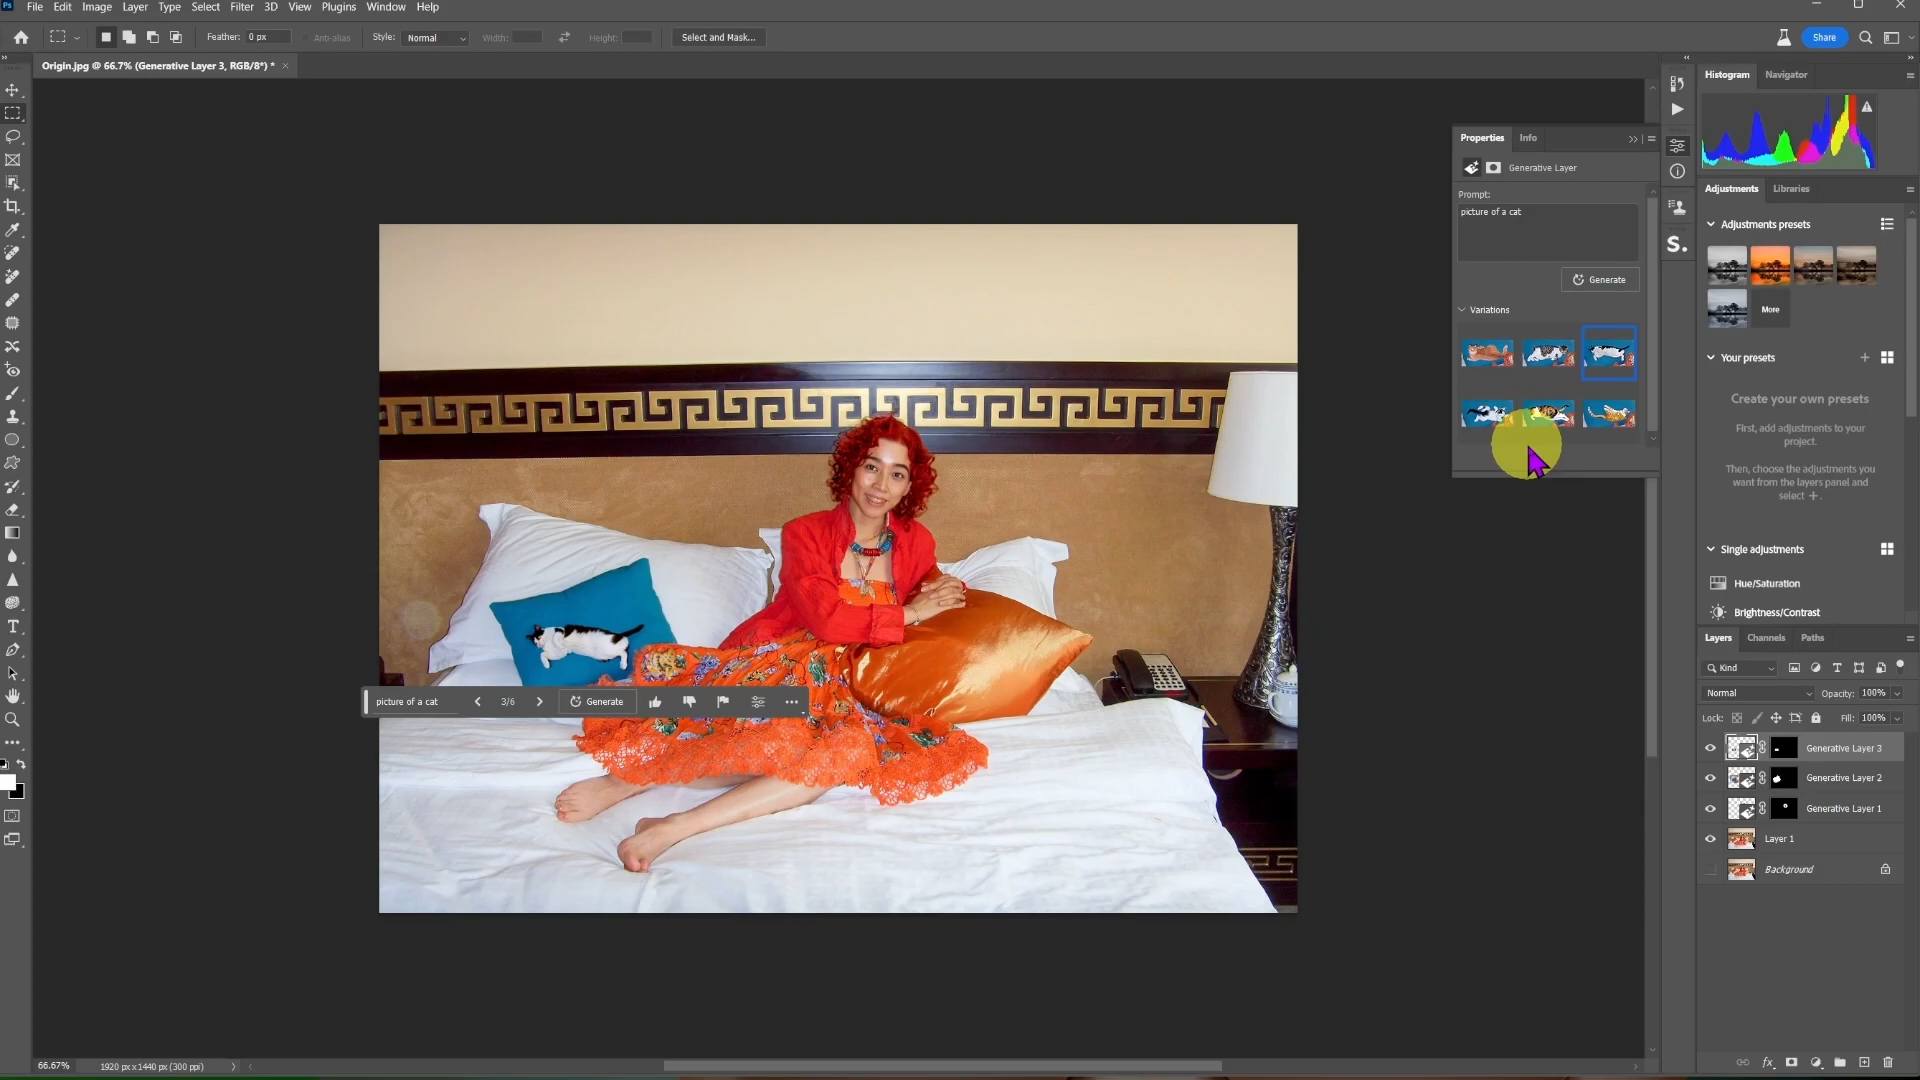 Ps File Edit Image Layer Type Select Filter 3D View Plugins Window Help
Feather: 0 px Anti-alias Style: Normal Width: Height: Select and Mask... Share
Origin.jpg @ 66.7% (Generative Layer 3, RGB/8*) * ×
Histogram Navigator
Properties Info
Generative Layer
Prompt:
picture of a cat
Generate
Variations
S.
Adjustments Libraries
Adjustments presets
More
Your presets
Create your own presets
First, add adjustments to your
project.
Then, choose the adjustments you
want from the layers panel and
select + .
Single adjustments
Hue/Saturation
Brightness/Contrast
Layers Channels Paths
Kind
Normal Opacity: 100%
Lock: Fill: 100%
Generative Layer 3
Generative Layer 2
Generative Layer 1
Layer 1
Background
picture of a cat 3/6 Generate
T
66.67% 1920 px x 1440 px (300 ppi)
fx